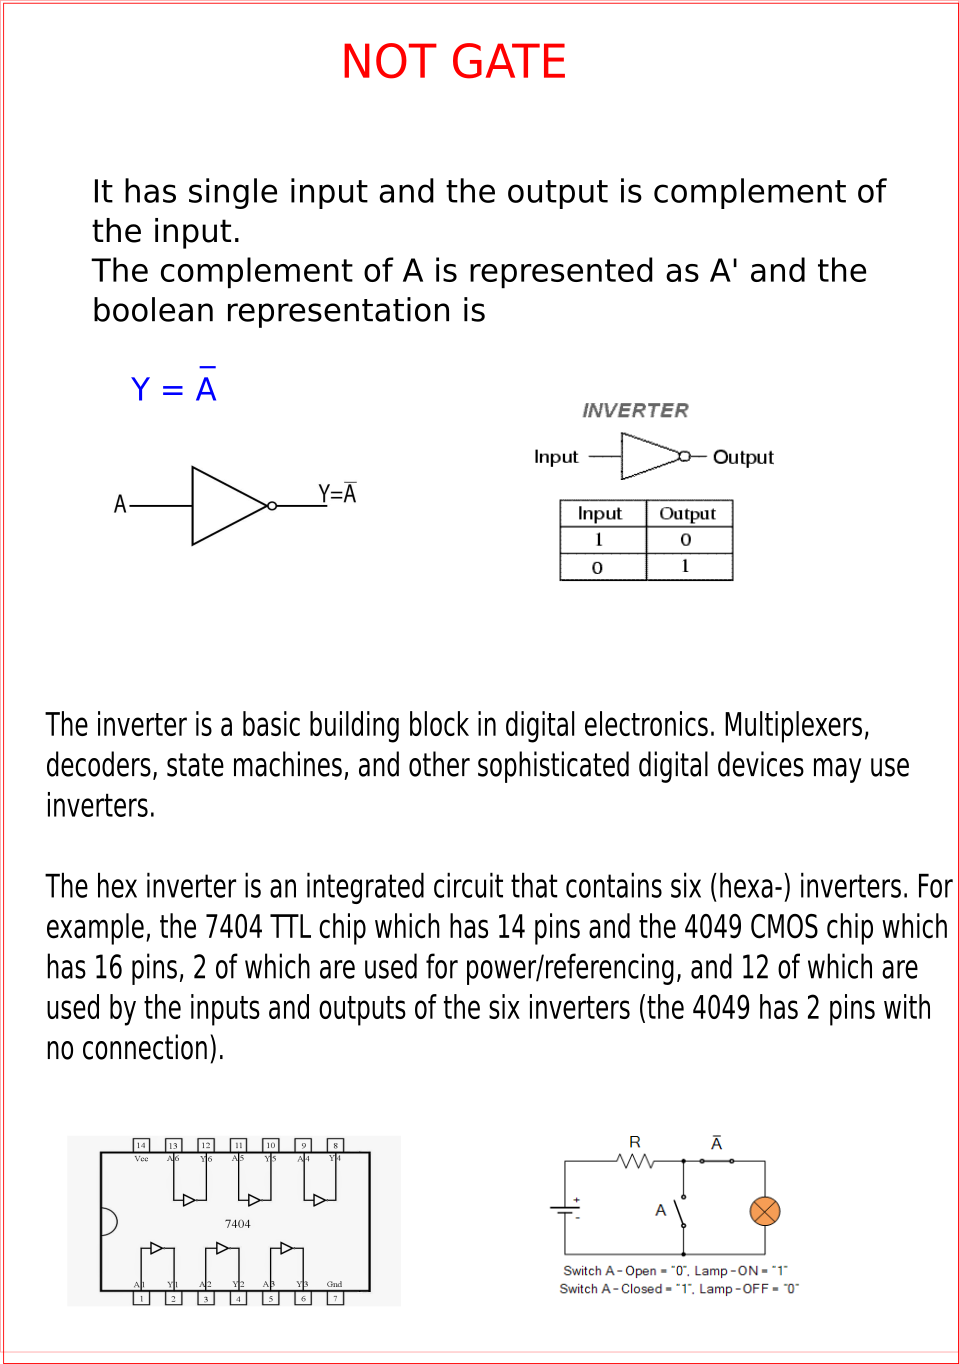 NOT GATE
It has single input and the output is complement of
the input.
The complement of A is represented as A' and the
boolean representation is
Y = A̅
A
Y=A̅
INVERTER
Input
Output
Input Output
1 0
0 1
The inverter is a basic building block in digital electronics. Multiplexers,
decoders, state machines, and other sophisticated digital devices may use
inverters.
The hex inverter is an integrated circuit that contains six (hexa-) inverters. For
example, the 7404 TTL chip which has 14 pins and the 4049 CMOS chip which
has 16 pins, 2 of which are used for power/referencing, and 12 of which are
used by the inputs and outputs of the six inverters (the 4049 has 2 pins with
no connection).
14 13 12 11 10 9 8
Vcc A6 Y6 A5 Y5 A4 Y4
7404
A1 Y1 A2 Y2 A3 Y3 Gnd
1 2 3 4 5 6 7
R A̅
+
A
-
Switch A - Open = "0", Lamp - ON = "1"
Switch A - Closed = "1", Lamp - OFF = "0"